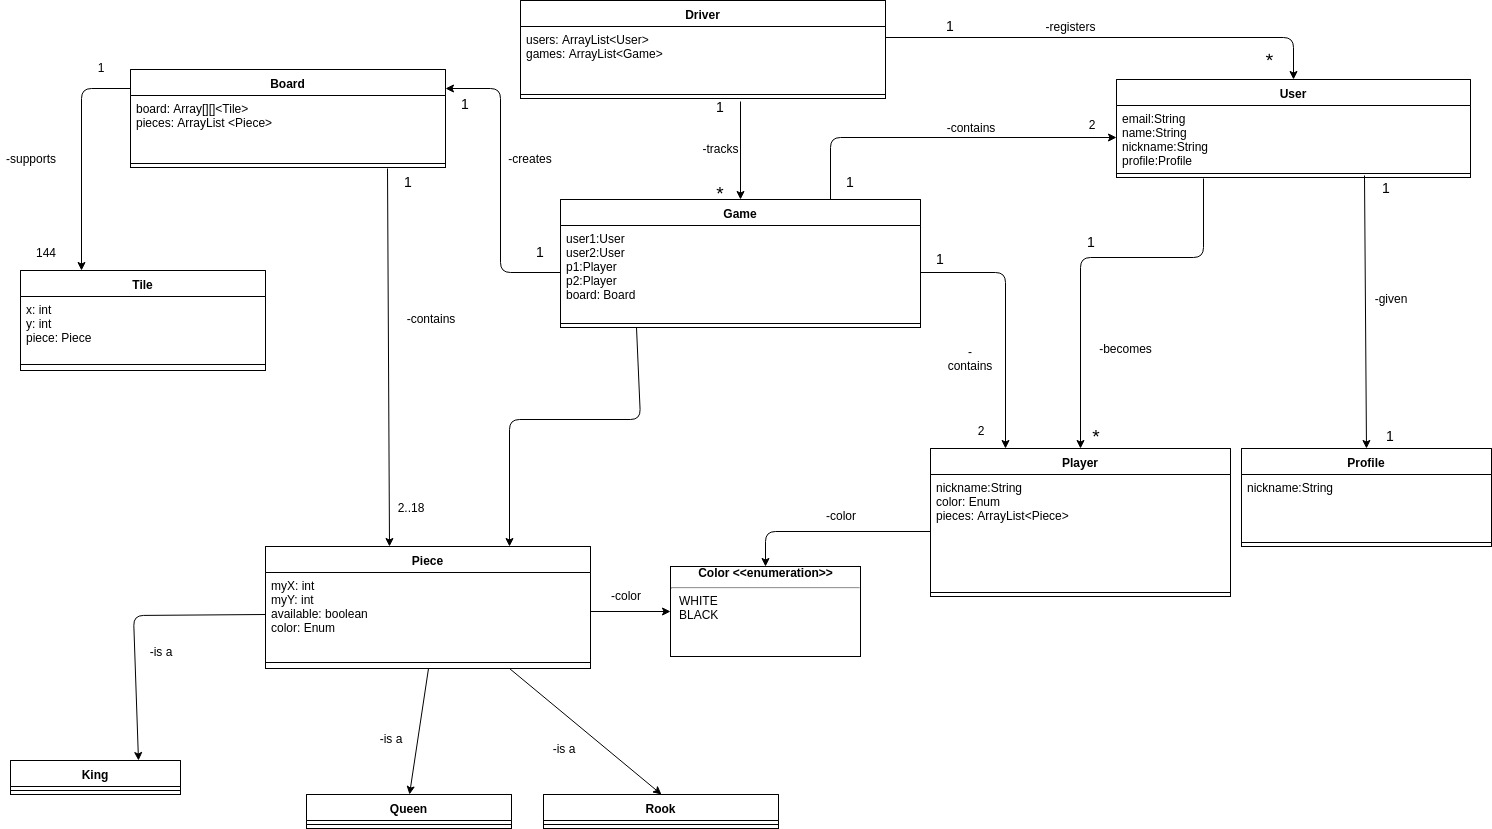 Driver
users: ArrayList<User>
games: ArrayList<Game>
1
-registers
*
1
Board
board: Array[][]<Tile>
pieces: ArrayList <Piece>
1
User
email:String
name:String
nickname:String
profile:Profile
1
-tracks
*
-contains
2
1
-supports
-creates
1
1
1
Game
user1:User
user2:User
p1:Player
p2:Player
board: Board
1
144
1
Tile
x: int
y: int
piece: Piece
-contains
-given
-becomes
-
contains
2
*
1
Player
nickname:String
color: Enum
pieces: ArrayList<Piece>
Profile
nickname:String
2..18
-color
Piece
myX: int
myY: int
available: boolean
color: Enum
-color
Color <<enumeration>>
WHITE
BLACK
-is a
-is a
-is a
King
Queen
Rook